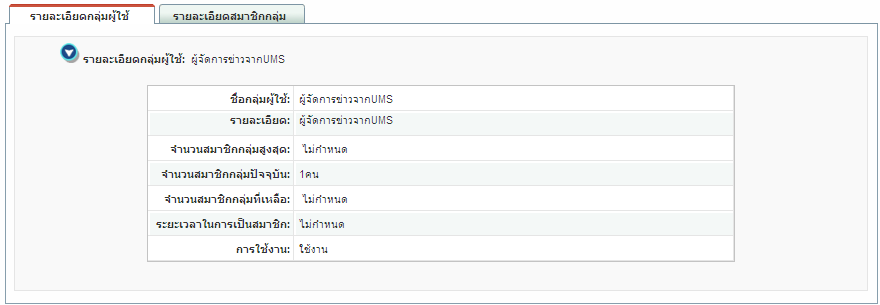 รายละเอียดกลุ่มผู้ใช้ รายละเอียดสมาชิกกลุ่ม
รายละเอียดกลุ่มผู้ใช้: ผู้จัดการข่าวจากUMS
ชื่อกลุ่มผู้ใช้: ผู้จัดการข่าวจากUMS
รายละเอียด: ผู้จัดการข่าวจากUMS
จำนวนสมาชิกกลุ่มสูงสุด: ไม่กำหนด
จำนวนสมาชิกกลุ่มปัจจุบัน: 1คน
จำนวนสมาชิกกลุ่มที่เหลือ: ไม่กำหนด
ระยะเวลาในการเป็นสมาชิก: ไม่กำหนด
การใช้งาน: ใช้งาน